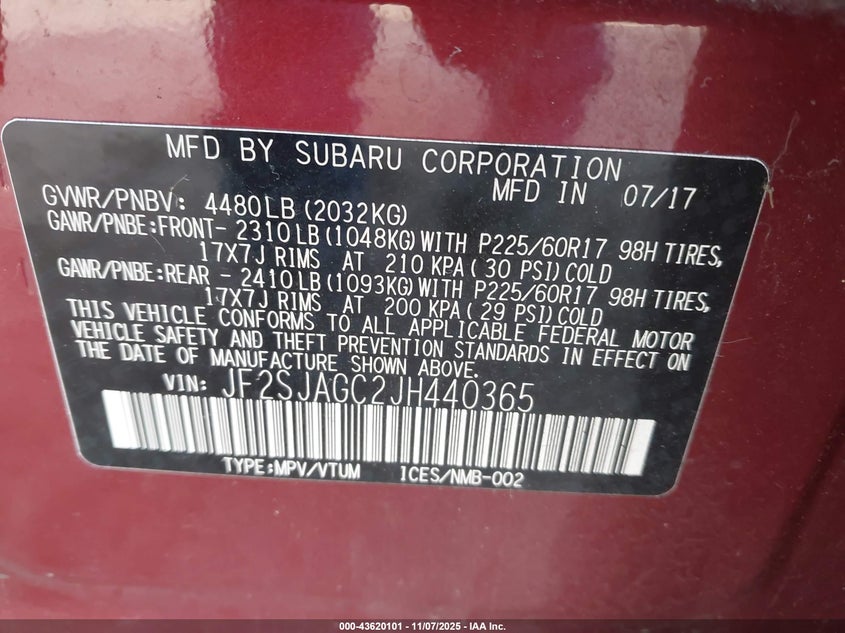 MFD BY SUBARU CORPORATION
MFD IN 07/17
GVWR/PNBV: 4480LB(2032KG)
GAWR/PNBE:FRONT- 2310LB(1048KG)WITH P225/60R17 98H TIRES,
17X7J RIMS AT 210 KPA(30 PSI)COLD
GAWR/PNBE:REAR - 2410LB(1093KG)WITH P225/60R17 98H TIRES,
17X7J RIMS AT 200 KPA(29 PSI)COLD
THIS VEHICLE CONFORMS TO ALL APPLICABLE FEDERAL MOTOR
VEHICLE SAFETY AND THEFT PREVENTION STANDARDS IN EFFECT ON
THE DATE OF MANUFACTURE SHOWN ABOVE.
VIN: JF2SJAGC2JH440365
TYPE:MPV/VTUM ICES/NMB-002
000-43620101 - 11/07/2025 - IAA Inc.